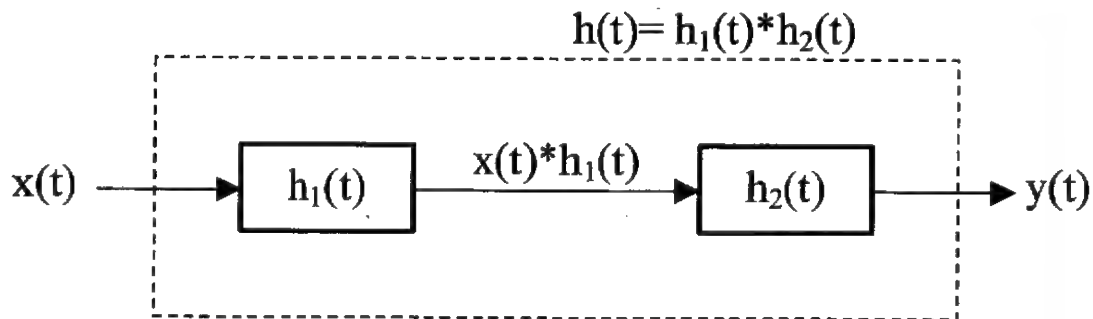 h(t)= h₁(t)*h₂(t)
x(t)
h₁(t)
x(t)*h₁(t)
h₂(t)
y(t)